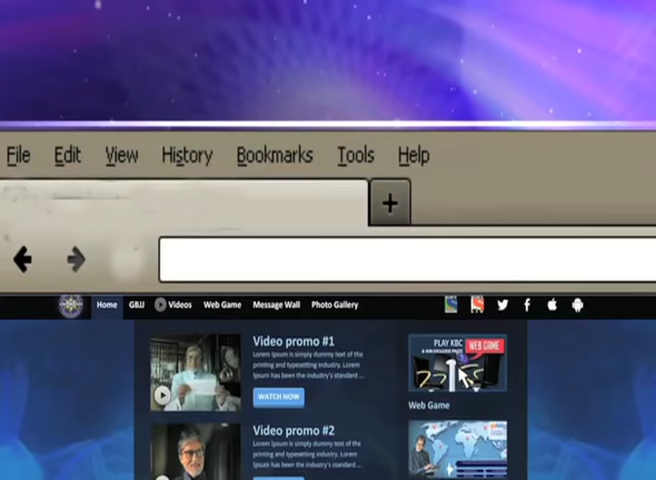 File Edit View History Bookmarks Tools Help
+
Home GBJJ Videos Web Game Message Wall Photo Gallery
Video promo #1
Lorem Ipsum is simply dummy text of the
printing and typesetting industry. Lorem
Ipsum has been the industry's standard ...
WATCH NOW
PLAY KBC
WEB GAME
Web Game
Video promo #2
Lorem Ipsum is simply dummy text of the
printing and typesetting industry. Lorem
Ipsum has been the industry's standard ...